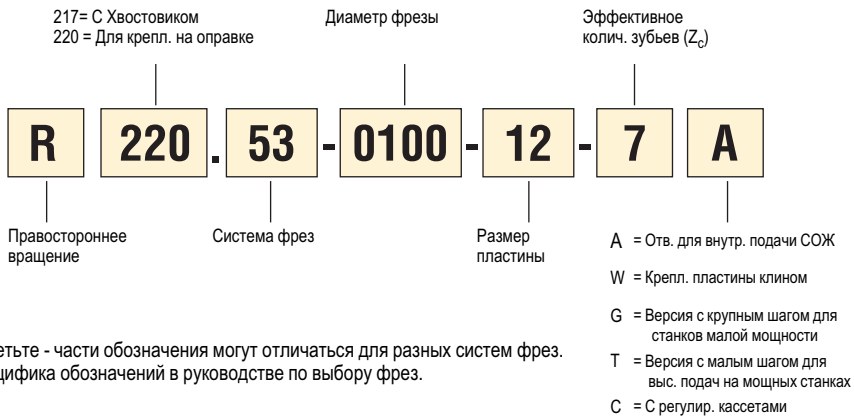 217= С Хвостовиком
220 = Для крепл. на оправке
Диаметр фрезы
Эффективное
колич. зубьев (Zc)
R 220 . 53 - 0100 - 12 - 7 A
Правостороннее
вращение
Система фрез
Размер
пластины
A = Отв. для внутр. подачи СОЖ
W = Крепл. пластины клином
G = Версия с крупным шагом для
станков малой мощности
T = Версия с малым шагом для
выс. подач на мощных станках
C = С регулир. кассетами
етьте - части обозначения могут отличаться для разных систем фрез.
цифика обозначений в руководстве по выбору фрез.